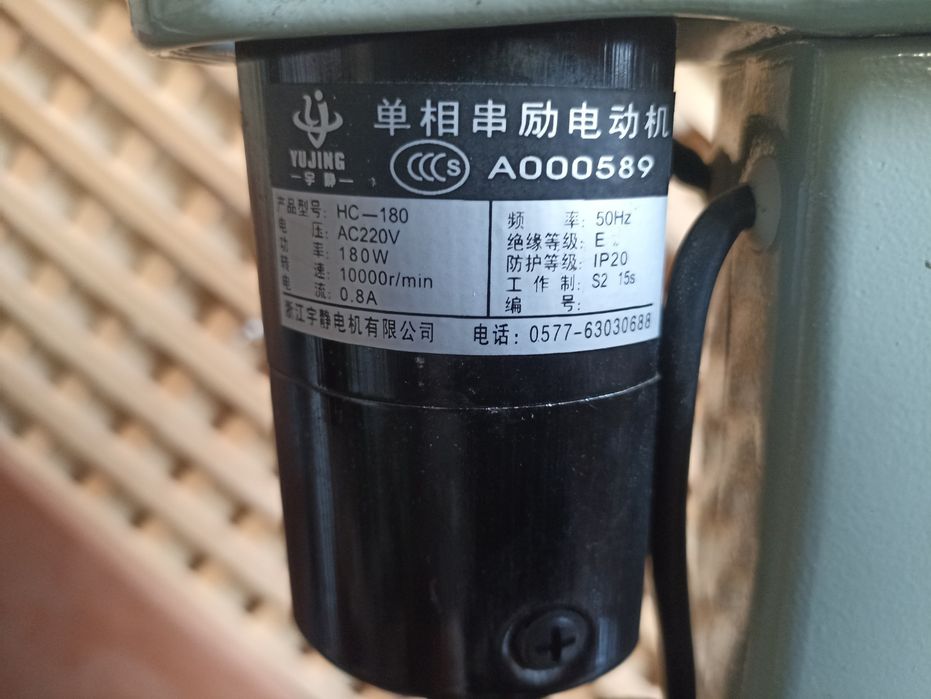 单相串励电动机
YUJING
宇静
CCC S
A000589
产品型号: HC-180
电压: AC220V
功率: 180W
转速: 10000r/min
电流: 0.8A
频率: 50Hz
绝缘等级: E
防护等级: IP20
工作制: S2 15s
编号:
浙江宇静电机有限公司 电话: 0577-63030688